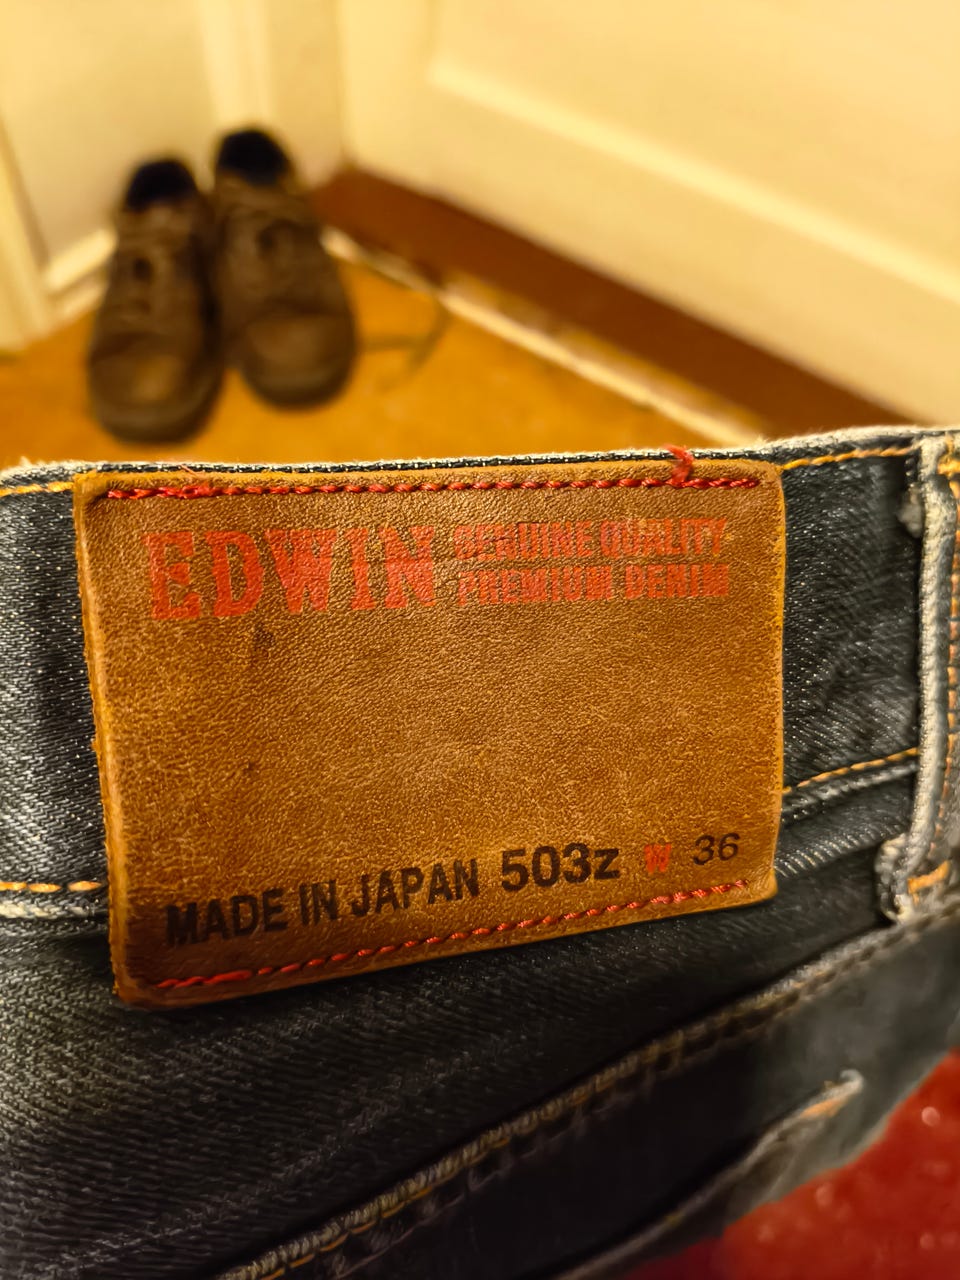 EDWIN GENUINE QUALITY
PREMIUM DENIM
MADE IN JAPAN 503z W 36